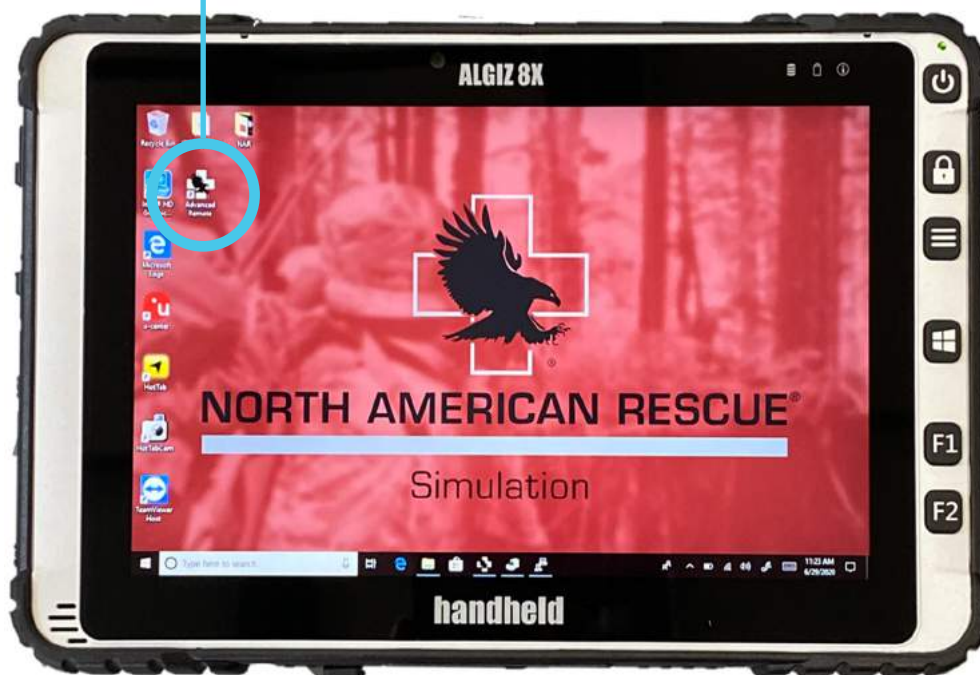 ALGIZ 8X
Recycle Bin
NAR
Advanced
Remote
Microsoft
Edge
u-center
HotTab
HotTabCam
TeamViewer
Host
NORTH AMERICAN RESCUE®
Simulation
Type here to search
11:23 AM
6/29/2020
handheld
F1
F2